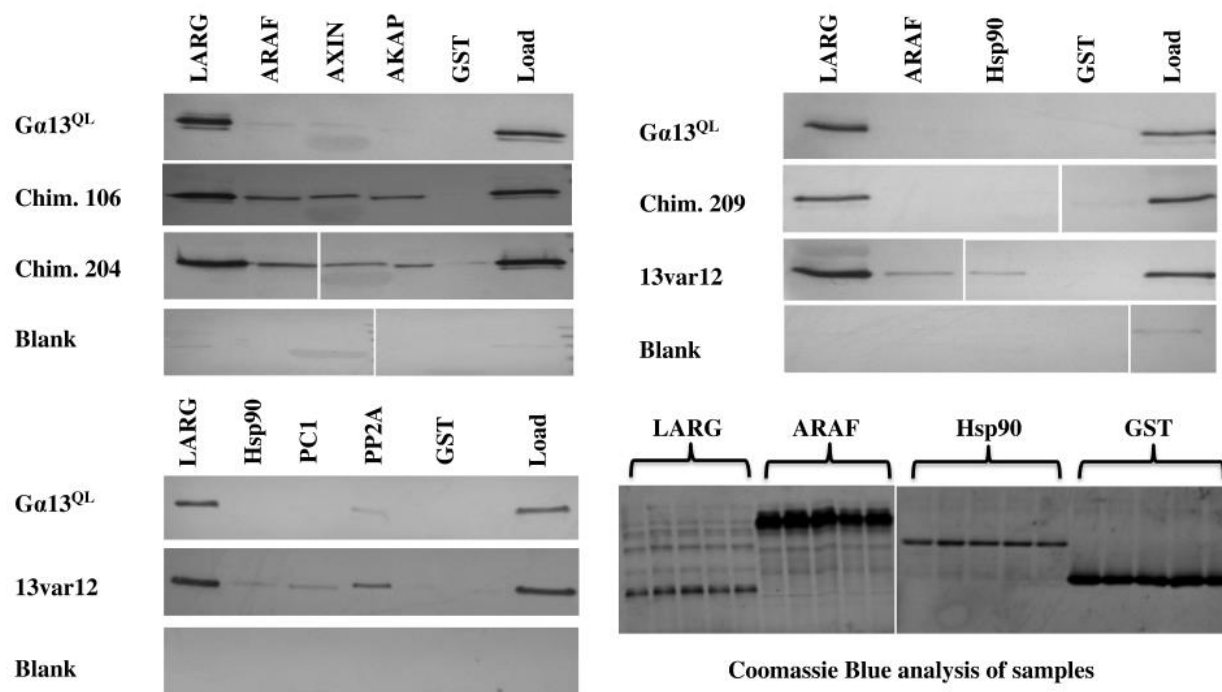 LARG ARAF AXIN AKAP GST Load
Gα13QL
Chim. 106
Chim. 204
Blank
LARG ARAF Hsp90 GST Load
Gα13QL
Chim. 209
13var12
Blank
LARG Hsp90 PC1 PP2A GST Load
Gα13QL
13var12
Blank
LARG ARAF Hsp90 GST
Coomassie Blue analysis of samples